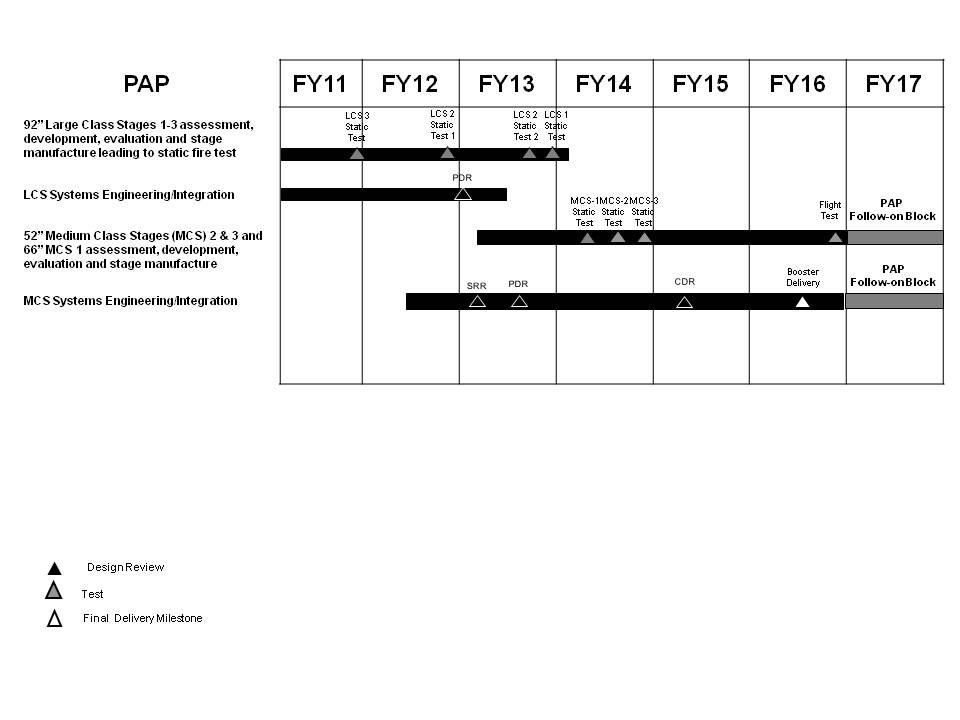 PAP FY11 FY12 FY13 FY14 FY15 FY16 FY17
92” Large Class Stages 1-3 assessment,
development, evaluation and stage
manufacture leading to static fire test
LCS 3
Static
Test
LCS 2
Static
Test 1
LCS 2
Static
Test 2
LCS 1
Static
Test
LCS Systems Engineering/Integration
PDR
52” Medium Class Stages (MCS) 2 & 3 and
66” MCS 1 assessment, development,
evaluation and stage manufacture
MCS-1
Static
Test
MCS-2
Static
Test
MCS-3
Static
Test
Flight
Test
PAP
Follow-on Block
MCS Systems Engineering/Integration
SRR
PDR
CDR
Booster
Delivery
PAP
Follow-on Block
Design Review
Test
Final Delivery Milestone